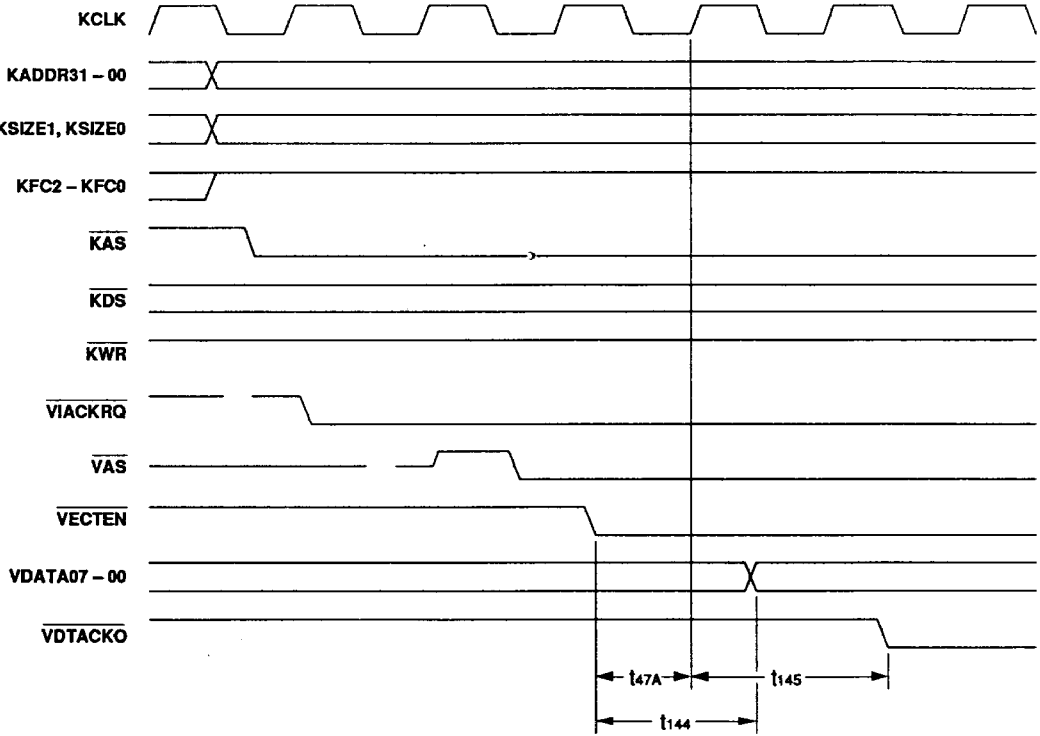 KCLK
KADDR31 – 00
KSIZE1, KSIZE0
KFC2 – KFC0
KAS
KDS
KWR
VIACKRQ
VAS
VECTEN
VDATA07 – 00
VDTACKO
t47A
t145
t144